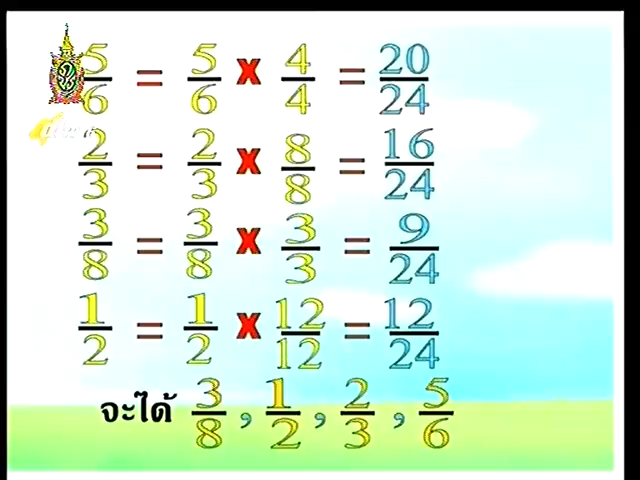 5/6 = 5/6 x 4/4 = 20/24
2/3 = 2/3 x 8/8 = 16/24
3/8 = 3/8 x 3/3 = 9/24
1/2 = 1/2 x 12/12 = 12/24
จะได้ 3/8 , 1/2 , 2/3 , 5/6